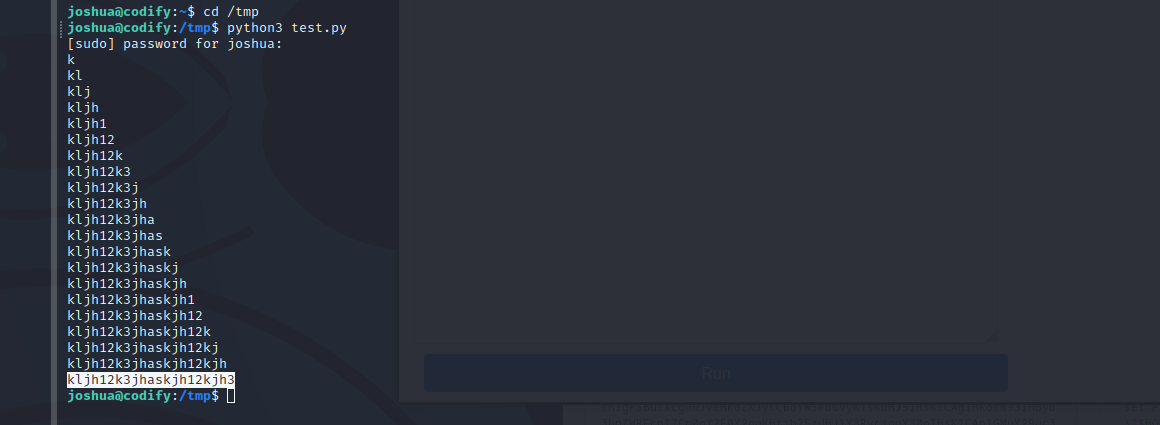 joshua@codify:~$ cd /tmp
joshua@codify:/tmp$ python3 test.py
[sudo] password for joshua:
k
kl
klj
kljh
kljh1
kljh12
kljh12k
kljh12k3
kljh12k3j
kljh12k3jh
kljh12k3jha
kljh12k3jhas
kljh12k3jhask
kljh12k3jhaskj
kljh12k3jhaskjh
kljh12k3jhaskjh1
kljh12k3jhaskjh12
kljh12k3jhaskjh12k
kljh12k3jhaskjh12kj
kljh12k3jhaskjh12kjh
kljh12k3jhaskjh12kjh3
joshua@codify:/tmp$
Run